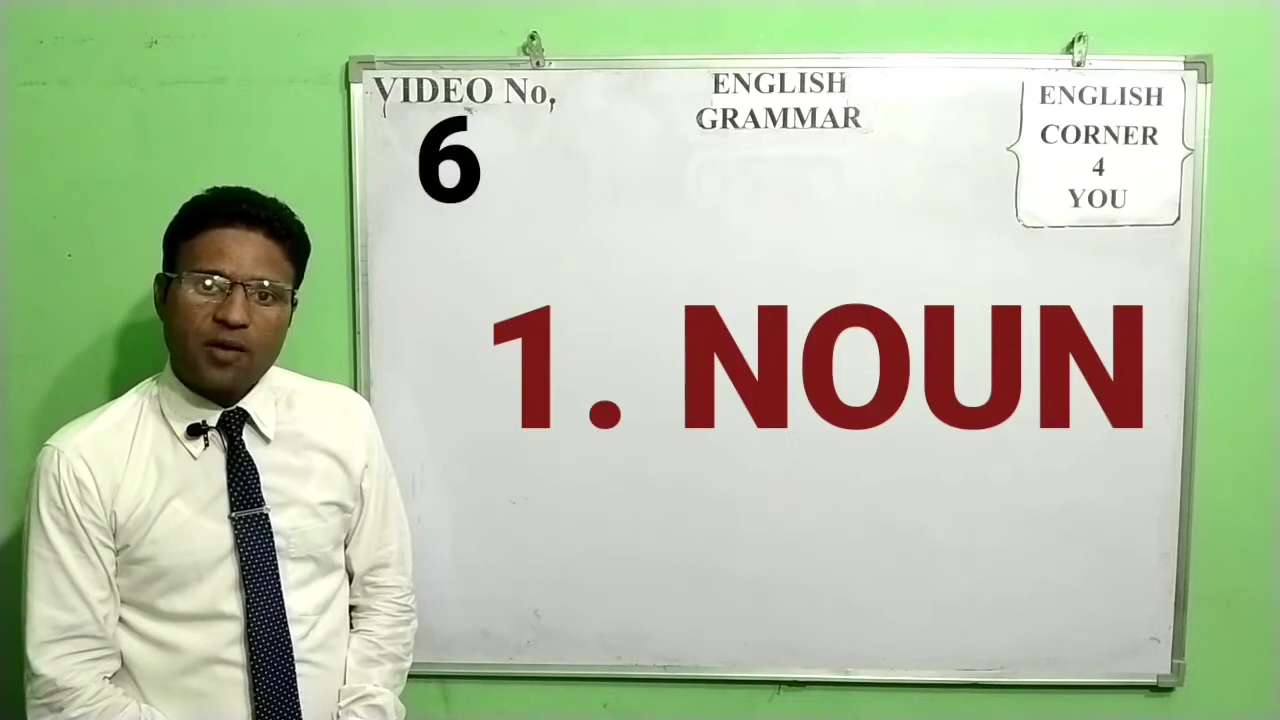 VIDEO No,
6
ENGLISH
GRAMMAR
ENGLISH
CORNER
4
YOU
1. NOUN